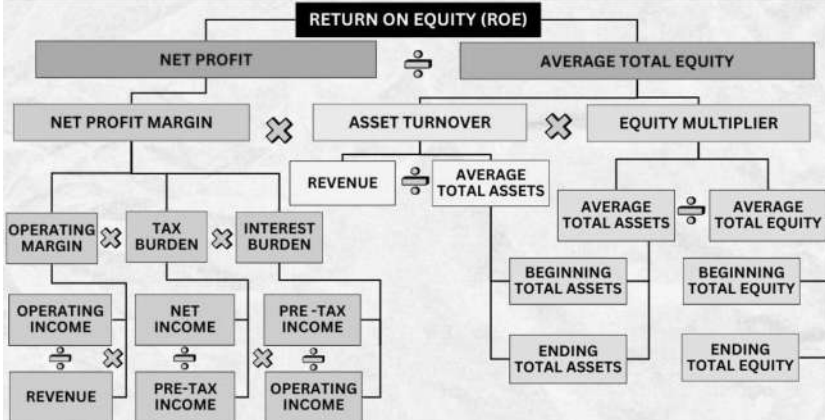 RETURN ON EQUITY (ROE)
NET PROFIT
÷
AVERAGE TOTAL EQUITY
NET PROFIT MARGIN
×
ASSET TURNOVER
×
EQUITY MULTIPLIER
REVENUE
÷
AVERAGE
TOTAL ASSETS
AVERAGE
TOTAL ASSETS
÷
AVERAGE
TOTAL EQUITY
OPERATING
MARGIN
×
TAX
BURDEN
×
INTEREST
BURDEN
BEGINNING
TOTAL ASSETS
BEGINNING
TOTAL EQUITY
OPERATING
INCOME
NET
INCOME
PRE -TAX
INCOME
÷
×
÷
×
÷
ENDING
TOTAL ASSETS
ENDING
TOTAL EQUITY
REVENUE
PRE-TAX
INCOME
OPERATING
INCOME